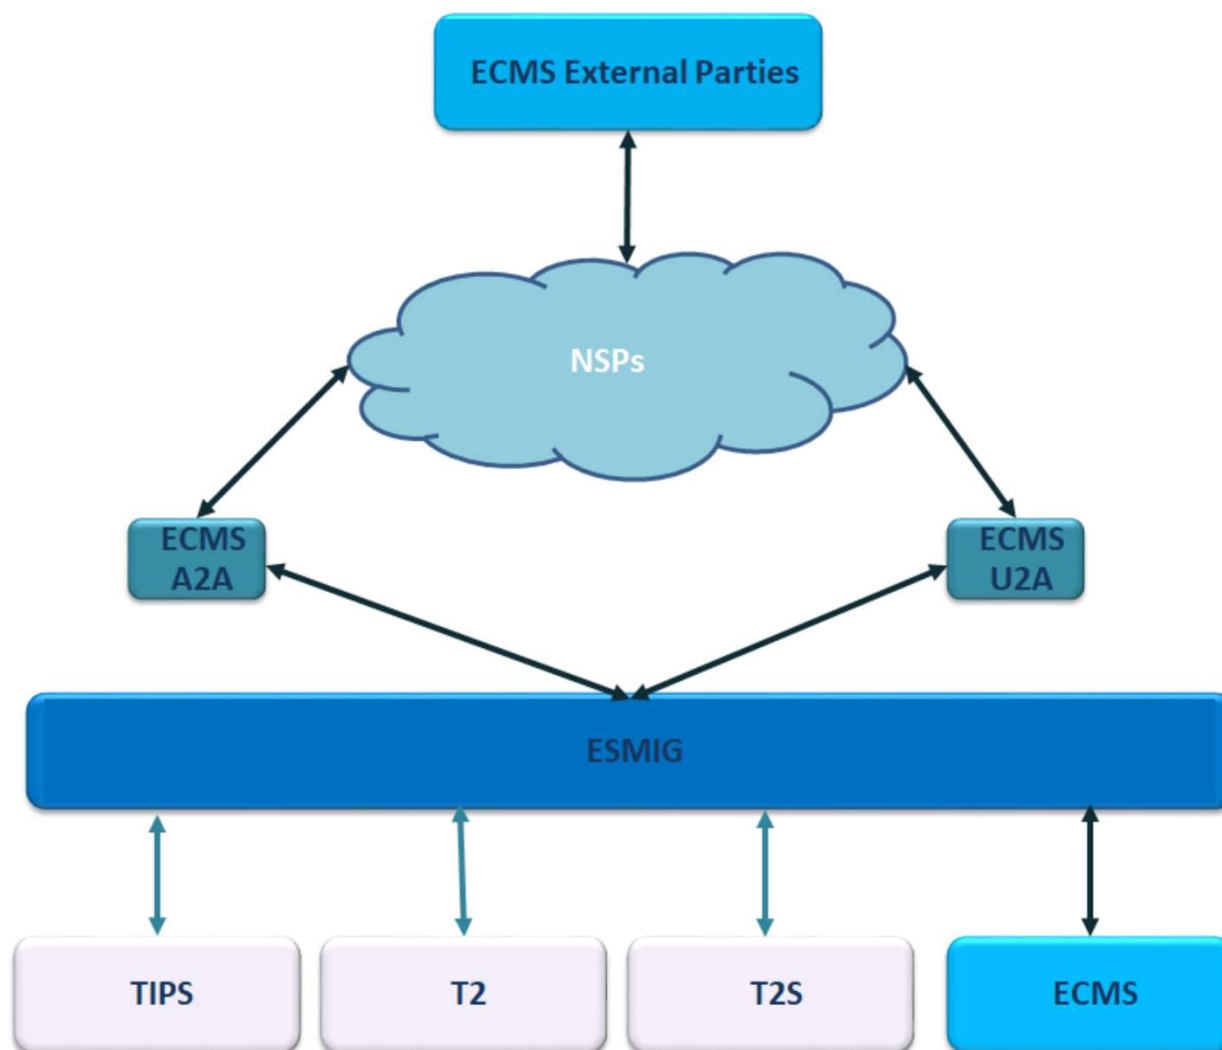 ECMS External Parties
NSPs
ECMS
A2A
ECMS
U2A
ESMIG
TIPS
T2
T2S
ECMS